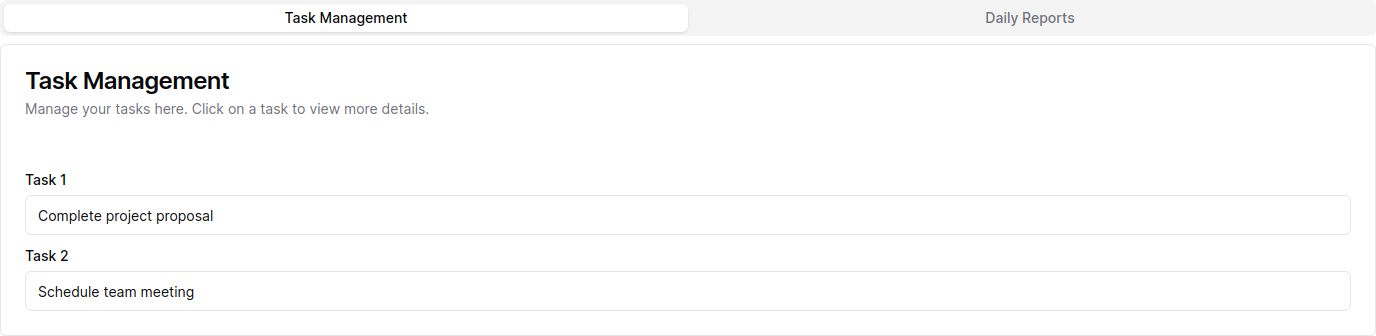 Task Management
Daily Reports
Task Management
Manage your tasks here. Click on a task to view more details.
Task 1
Complete project proposal
Task 2
Schedule team meeting